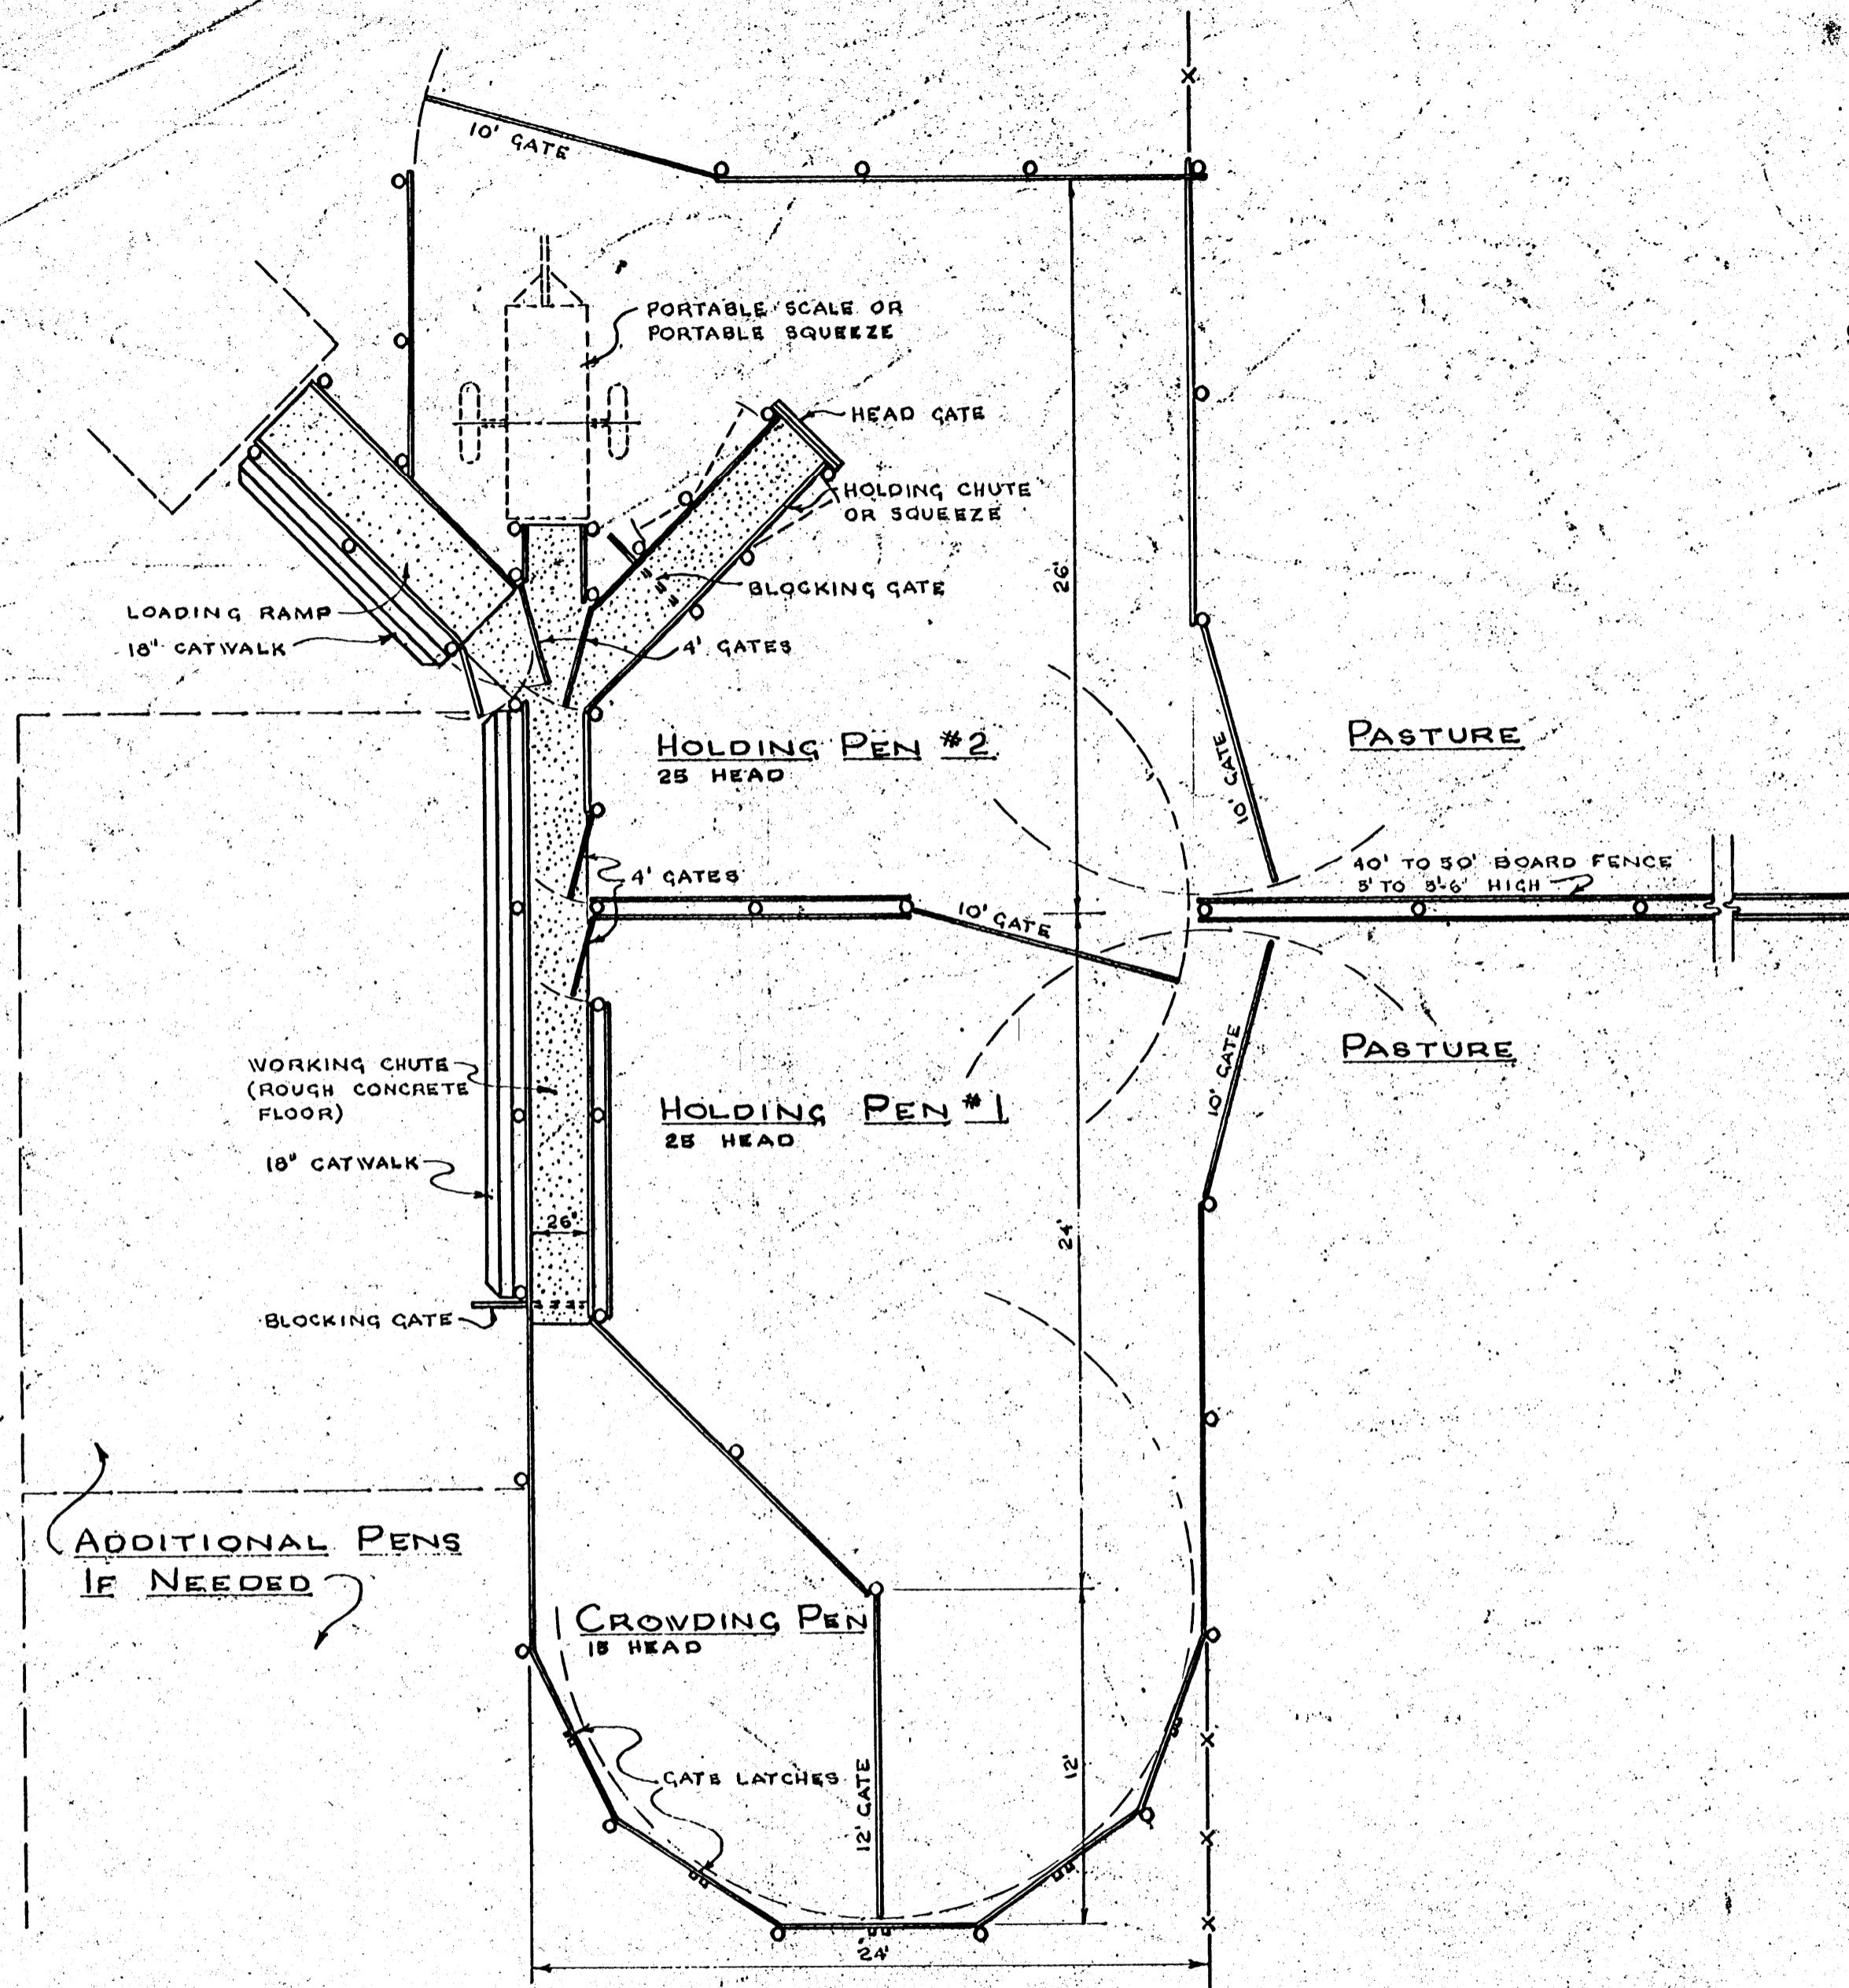 10' GATE
PORTABLE SCALE OR
PORTABLE SQUEEZE
HEAD GATE
HOLDING CHUTE
OR SQUEEZE
BLOCKING GATE
26'
LOADING RAMP
18" CATWALK
4' GATES
HOLDING PEN #2
25 HEAD
10' GATE
PASTURE
40' TO 50' BOARD FENCE
5' TO 5'-6" HIGH
4' GATES
10' GATE
PASTURE
10' GATE
WORKING CHUTE
(ROUGH CONCRETE
FLOOR)
HOLDING PEN #1
25 HEAD
18" CATWALK
26"
24'
BLOCKING GATE
ADDITIONAL PENS
IF NEEDED
CROWDING PEN
15 HEAD
GATE LATCHES
12' GATE
12'
24'